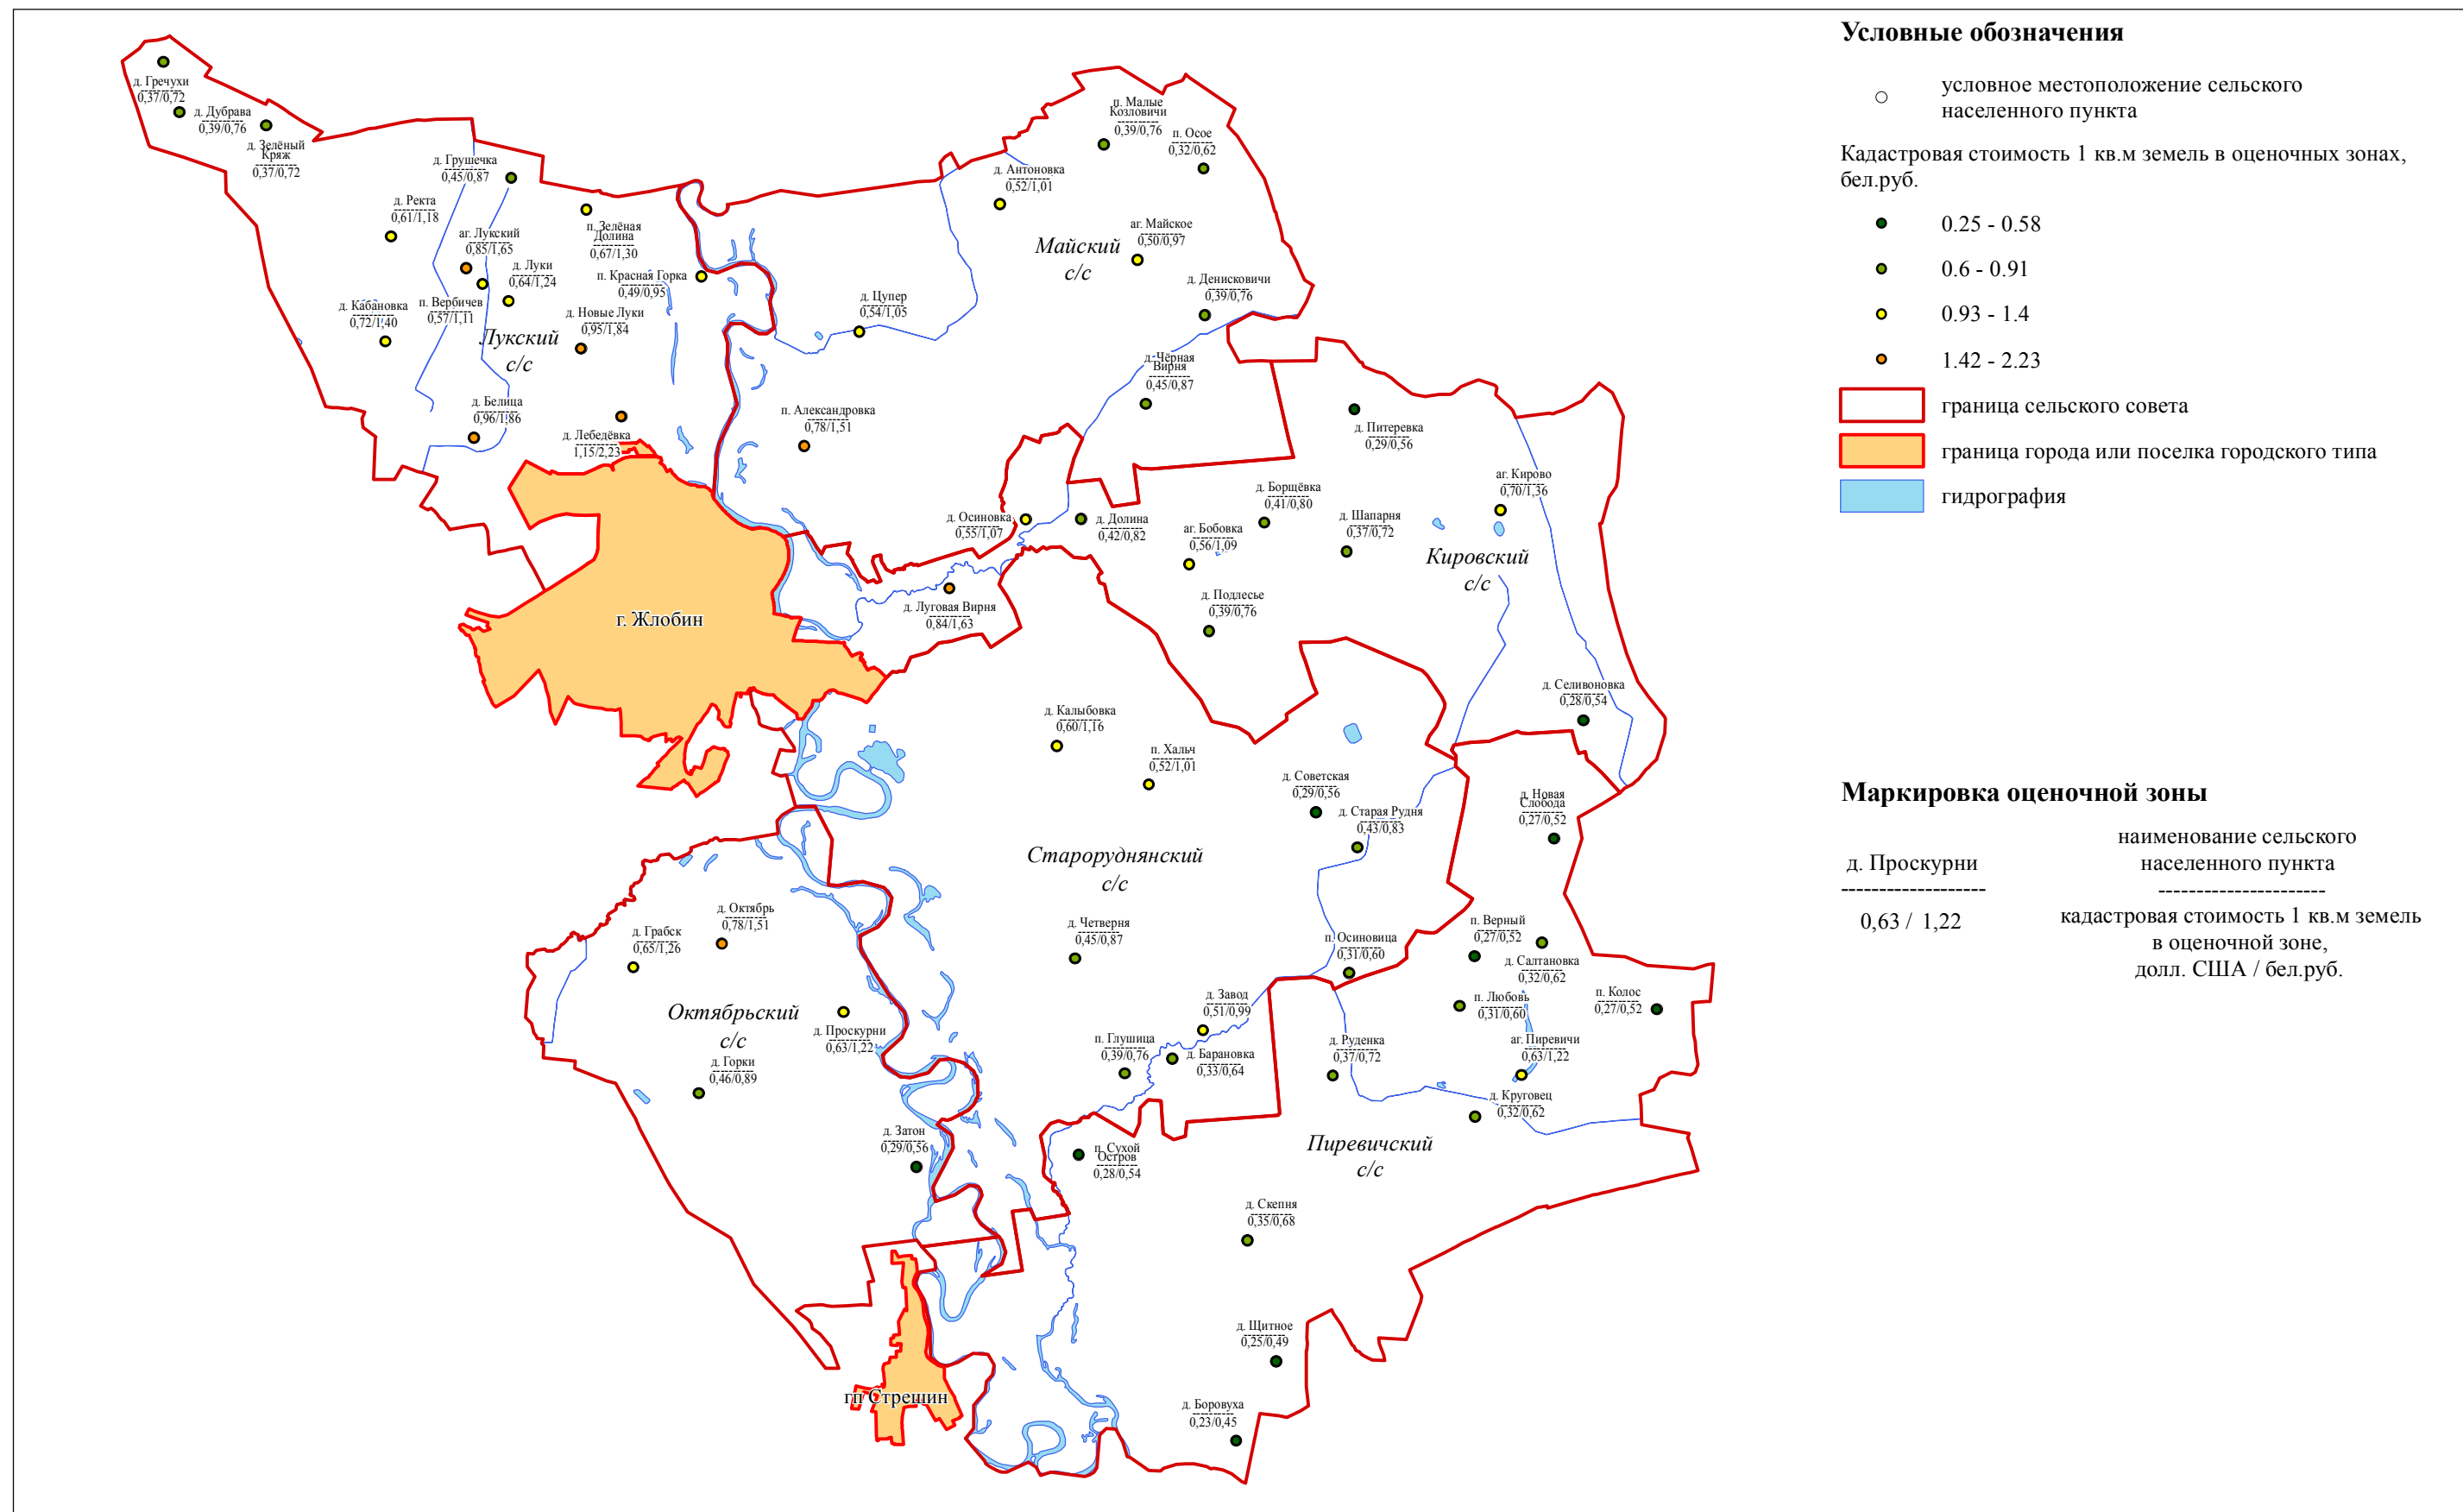 д. Гречухи
0,37/0,72
д. Дубрава
0,39/0,76
д. Зелёный
Кряж
0,37/0,72
д. Грушечка
0,45/0,87
д. Ректа
0,61/1,18
аг. Лукский
0,85/1,65
д. Луки
0,64/1,24
п. Вербичев
0,57/1,11
д. Кабановка
0,72/1,40
п. Зелёная
Долина
0,67/1,30
п. Красная Горка
0,49/0,95
д. Новые Луки
0,95/1,84
Лукский
с/с
д. Белица
0,96/1,86
д. Лебедёвка
1,15/2,23
п. Малые
Козловичи
0,39/0,76
п. Осое
0,32/0,62
д. Антоновка
0,52/1,01
аг. Майское
0,50/0,97
Майский
с/с
д. Денисковичи
0,39/0,76
д. Цупер
0,54/1,05
д. Чёрная
Вирня
0,45/0,87
п. Александровка
0,78/1,51
д. Питеревка
0,29/0,56
аг. Кирово
0,70/1,36
д. Борщёвка
0,41/0,80
д. Шапарня
0,37/0,72
д. Осиновка
0,55/1,07
д. Долина
0,42/0,82
аг. Бобовка
0,56/1,09
Кировский
с/с
д. Подлесье
0,39/0,76
д. Луговая Вирня
0,84/1,63
г. Жлобин
д. Селивоновка
0,28/0,54
д. Калыбовка
0,60/1,16
п. Хальч
0,52/1,01
д. Советская
0,29/0,56
д. Старая Рудня
0,43/0,83
д. Новая
Слобода
0,27/0,52
Староруднянский
с/с
д. Октябрь
0,78/1,51
д. Грабск
0,65/1,26
д. Четверня
0,45/0,87
п. Осиновица
0,31/0,60
п. Верный
0,27/0,52
д. Салтановка
0,32/0,62
п. Любовь
0,31/0,60
п. Колос
0,27/0,52
Октябрьский
с/с
д. Проскурни
0,63/1,22
д. Завод
0,51/0,99
п. Глушица
0,39/0,76
д. Барановка
0,33/0,64
д. Руденка
0,37/0,72
аг. Пиревичи
0,63/1,22
д. Горки
0,46/0,89
д. Круговец
0,32/0,62
д. Затон
0,29/0,56
п. Сухой
Остров
0,28/0,54
Пиревичский
с/с
д. Скепня
0,35/0,68
д. Щитное
0,25/0,49
гп Стрешин
д. Боровуха
0,23/0,45
Условные обозначения
условное местоположение сельского
населенного пункта
Кадастровая стоимость 1 кв.м земель в оценочных зонах,
бел.руб.
0.25 - 0.58
0.6 - 0.91
0.93 - 1.4
1.42 - 2.23
граница сельского совета
граница города или поселка городского типа
гидрография
Маркировка оценочной зоны
д. Проскурни
-------------------
0,63 / 1,22
наименование сельского
населенного пункта
----------------------
кадастровая стоимость 1 кв.м земель
в оценочной зоне,
долл. США / бел.руб.